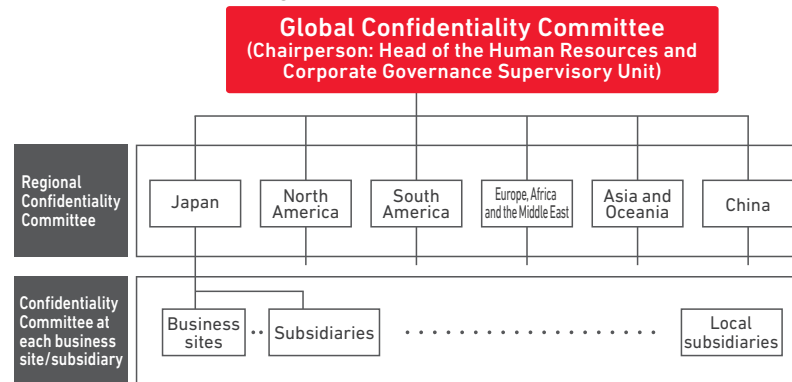 Global Confidentiality Committee
(Chairperson: Head of the Human Resources and
Corporate Governance Supervisory Unit)
Regional
Confidentiality
Committee
Japan
North
America
South
America
Europe, Africa
and the Middle East
Asia and
Oceania
China
Confidentiality
Committee at
each business
site/subsidiary
Business
sites
Subsidiaries
Local
subsidiaries